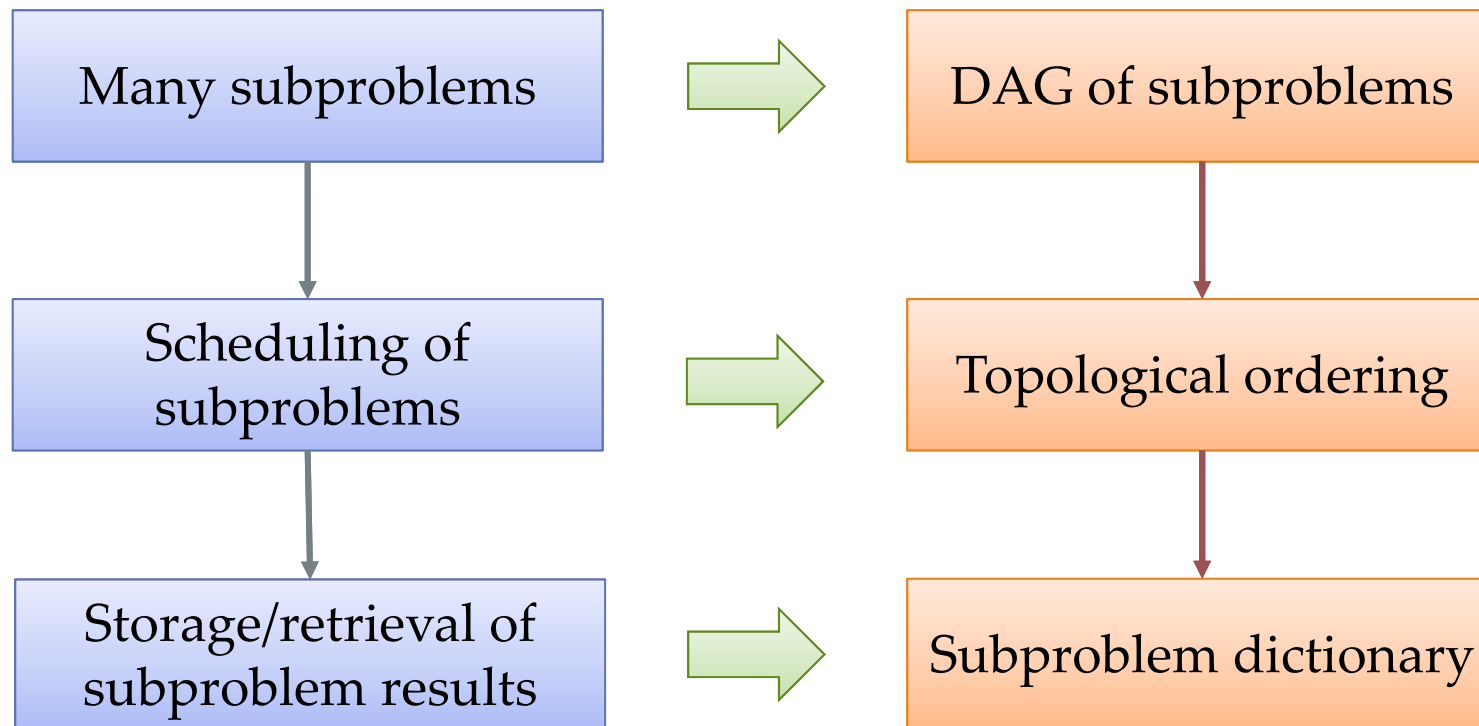 Many subproblems
DAG of subproblems
Scheduling of
subproblems
Topological ordering
Storage/retrieval of
subproblem results
Subproblem dictionary